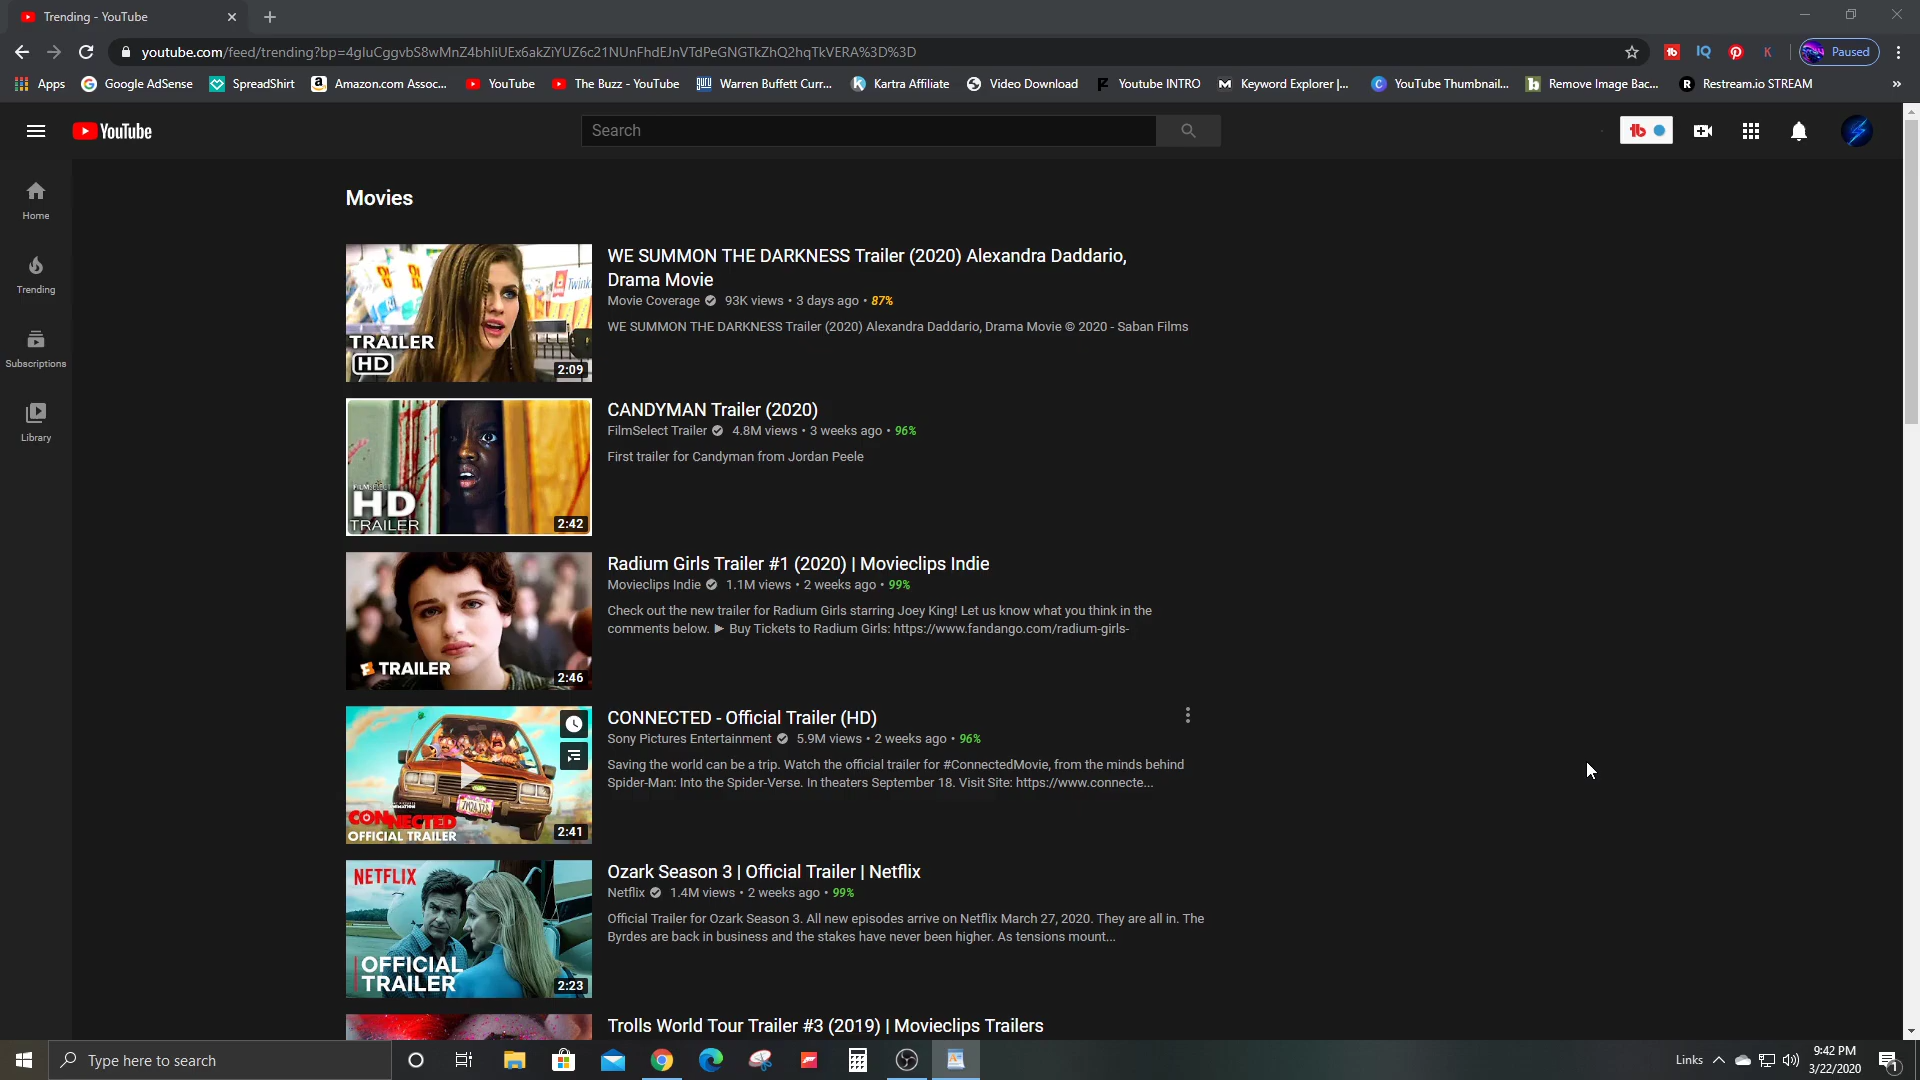 Trending - YouTube
youtube.com/feed/trending?bp=4gIuCggvbS8wMnZ4bhIiUEx6akZiYUZ6c21NUnFhdEJnVTdPeGNGTkZhQ2hqTkVERA%3D%3D
Paused
Apps
Google AdSense
SpreadShirt
Amazon.com Assoc...
YouTube
The Buzz - YouTube
Warren Buffett Curr...
Kartra Affiliate
Video Download
Youtube INTRO
Keyword Explorer |...
YouTube Thumbnail...
Remove Image Bac...
Restream.io STREAM
YouTube
Search
Home
Trending
Subscriptions
Library
Movies
TRAILER
HD
2:09
WE SUMMON THE DARKNESS Trailer (2020) Alexandra Daddario,
Drama Movie
Movie Coverage 93K views • 3 days ago • 87%
WE SUMMON THE DARKNESS Trailer (2020) Alexandra Daddario, Drama Movie © 2020 - Saban Films
HD
TRAILER
2:42
CANDYMAN Trailer (2020)
FilmSelect Trailer 4.8M views • 3 weeks ago • 96%
First trailer for Candyman from Jordan Peele
TRAILER
2:46
Radium Girls Trailer #1 (2020) | Movieclips Indie
Movieclips Indie 1.1M views • 2 weeks ago • 99%
Check out the new trailer for Radium Girls starring Joey King! Let us know what you think in the
comments below. ► Buy Tickets to Radium Girls: https://www.fandango.com/radium-girls-
CONNECTED
OFFICIAL TRAILER
2:41
CONNECTED - Official Trailer (HD)
Sony Pictures Entertainment 5.9M views • 2 weeks ago • 96%
Saving the world can be a trip. Watch the official trailer for #ConnectedMovie, from the minds behind
Spider-Man: Into the Spider-Verse. In theaters September 18. Visit Site: https://www.connecte...
NETFLIX
OFFICIAL
TRAILER
2:23
Ozark Season 3 | Official Trailer | Netflix
Netflix 1.4M views • 2 weeks ago • 99%
Official Trailer for Ozark Season 3. All new episodes arrive on Netflix March 27, 2020. They are all in. The
Byrdes are back in business and the stakes have never been higher. As tensions mount...
Trolls World Tour Trailer #3 (2019) | Movieclips Trailers
Type here to search
Links
9:42 PM
3/22/2020
1